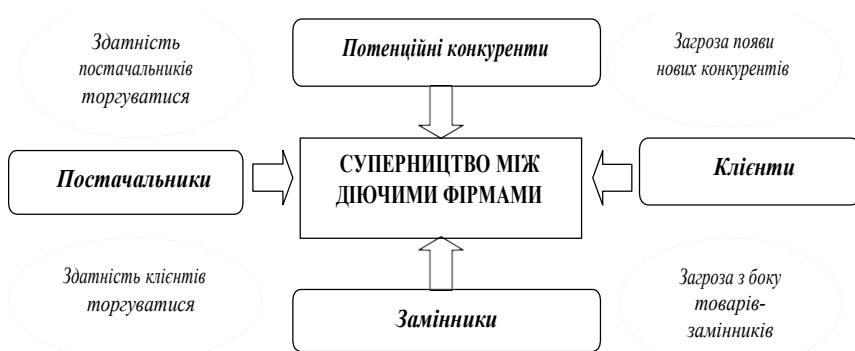 Здатність
постачальників
торгуватися
Потенційні конкуренти
Загроза появи
нових конкурентів
Постачальники
СУПЕРНИЦТВО МІЖ
ДІЮЧИМИ ФІРМАМИ
Клієнти
Здатність клієнтів
торгуватися
Замінники
Загроза з боку
товарів-
замінників